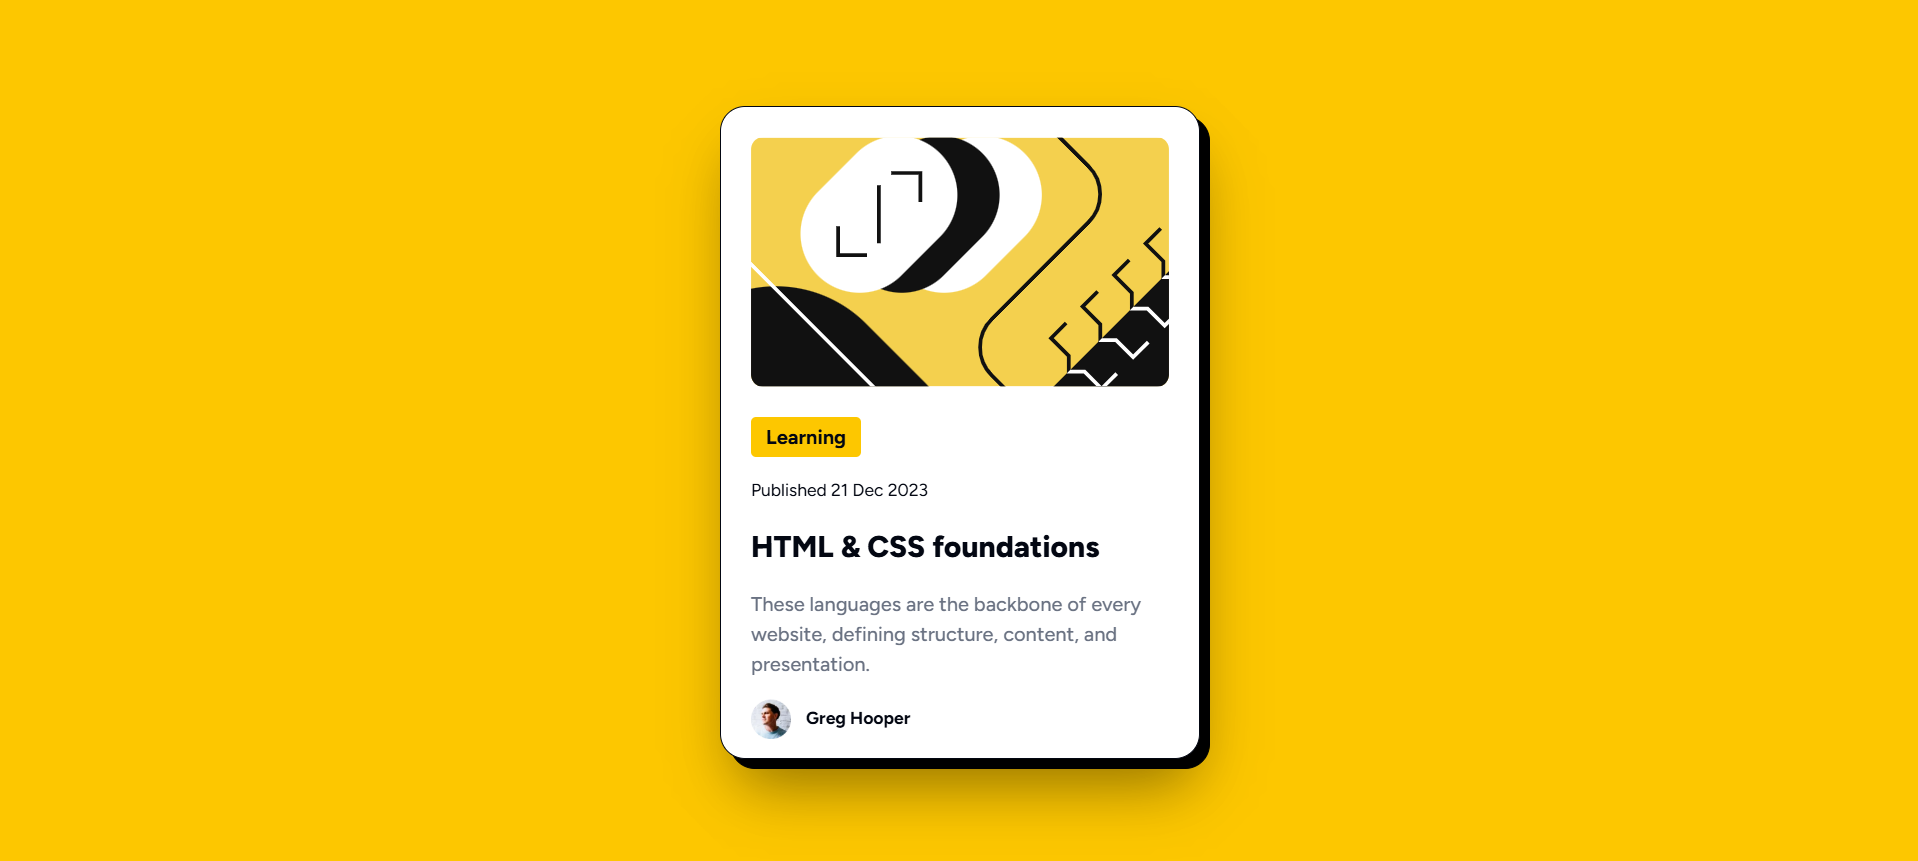 Learning
Published 21 Dec 2023
HTML & CSS foundations
These languages are the backbone of every
website, defining structure, content, and
presentation.
Greg Hooper